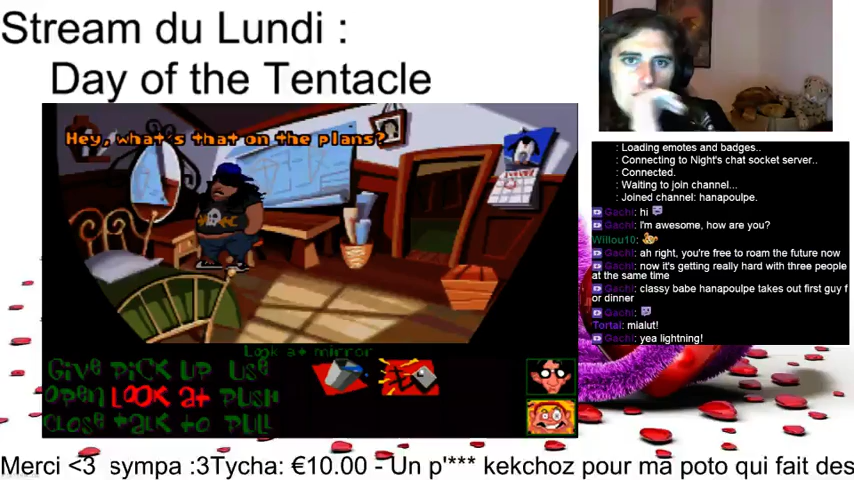 Stream du Lundi :
Day of the Tentacle
Hey, what's that on the plans?
Look at mirror
Give Pick up Use
Open Look at Push
Close Talk to Pull
: Loading emotes and badges..
: Connecting to Night's chat socket server..
: Connected.
: Waiting to join channel...
: Joined channel: hanapoulpe.
Gachi: hi
Gachi: I'm awesome, how are you?
Willou10:
Gachi: ah right, you're free to roam the future now
Gachi: now it's getting really hard with three people
at the same time
Gachi: classy babe hanapoulpe takes out first guy f
or dinner
Gachi:
Tortai: mialut!
Gachi: yea lightning!
Merci <3 sympa :3Tycha: €10.00 - Un p'*** kekchoz pour ma poto qui fait des